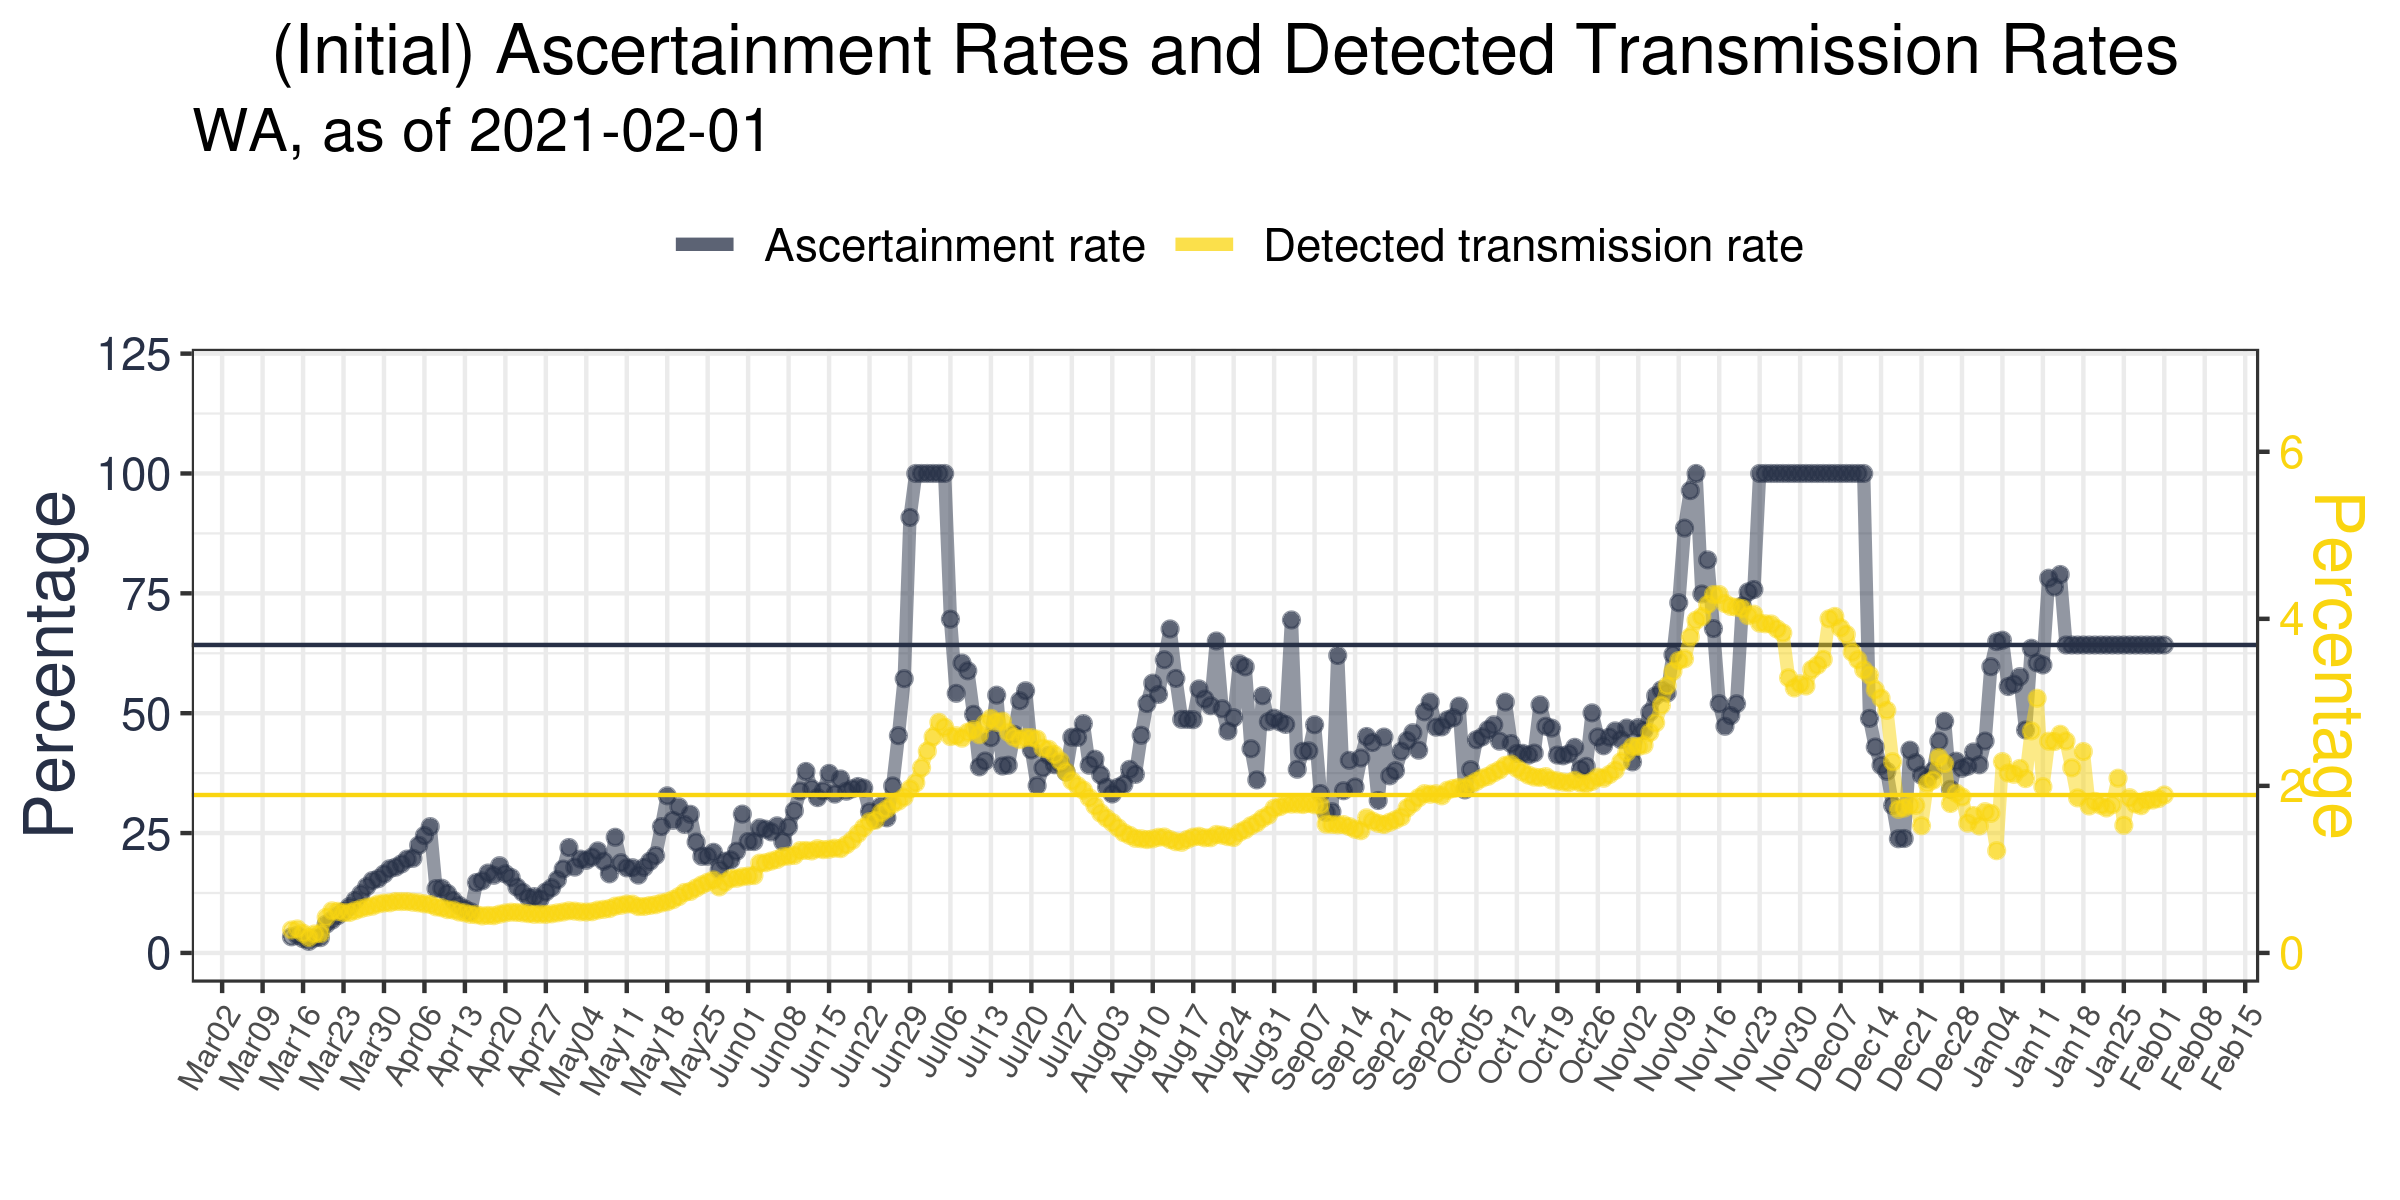 (Initial) Ascertainment Rates and Detected Transmission Rates
WA, as of 2021-02-01
Ascertainment rate
Detected transmission rate
125
100
75
50
25
0
Percentage
6
4
2
0
Percentage
Mar02
Mar09
Mar16
Mar23
Mar30
Apr06
Apr13
Apr20
Apr27
May04
May11
May18
May25
Jun01
Jun08
Jun15
Jun22
Jun29
Jul06
Jul13
Jul20
Jul27
Aug03
Aug10
Aug17
Aug24
Aug31
Sep07
Sep14
Sep21
Sep28
Oct05
Oct12
Oct19
Oct26
Nov02
Nov09
Nov16
Nov23
Nov30
Dec07
Dec14
Dec21
Dec28
Jan04
Jan11
Jan18
Jan25
Feb01
Feb08
Feb15